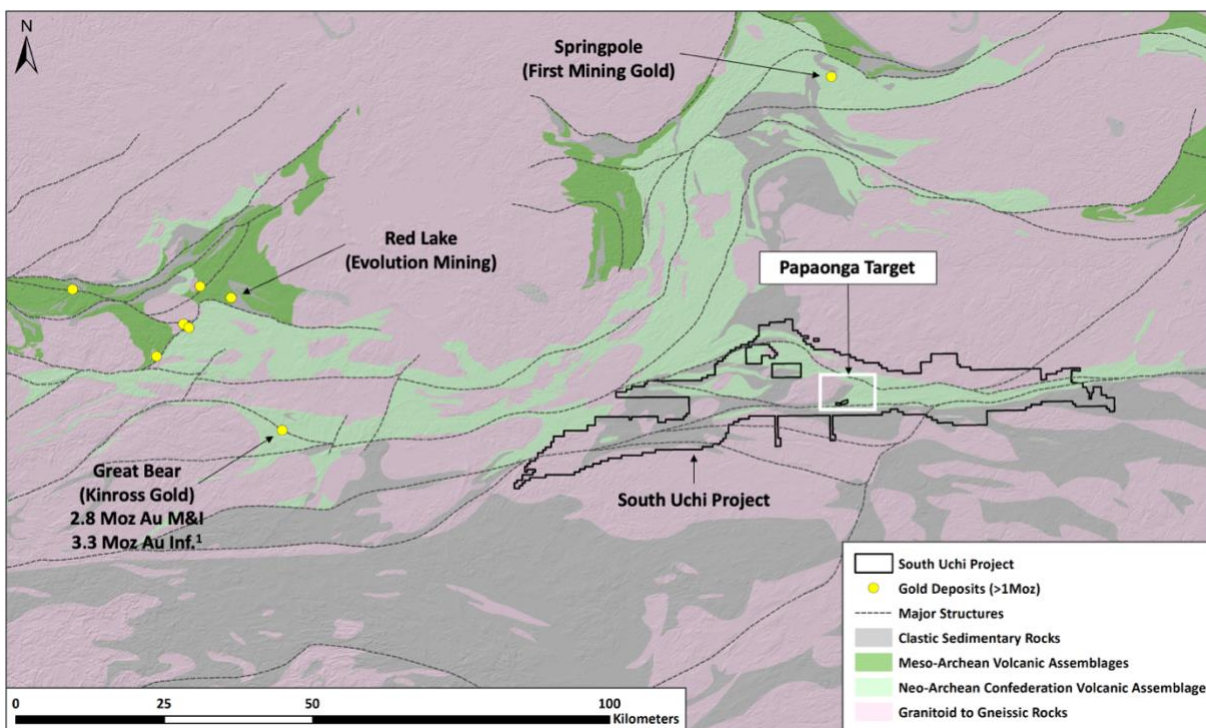 N
Springpole
(First Mining Gold)
Red Lake
(Evolution Mining)
Papaonga Target
Great Bear
(Kinross Gold)
2.8 Moz Au M&I
3.3 Moz Au Inf.¹
South Uchi Project
South Uchi Project
Gold Deposits (>1Moz)
Major Structures
Clastic Sedimentary Rocks
Meso-Archean Volcanic Assemblages
Neo-Archean Confederation Volcanic Assemblage
Granitoid to Gneissic Rocks
0 25 50 100
Kilometers